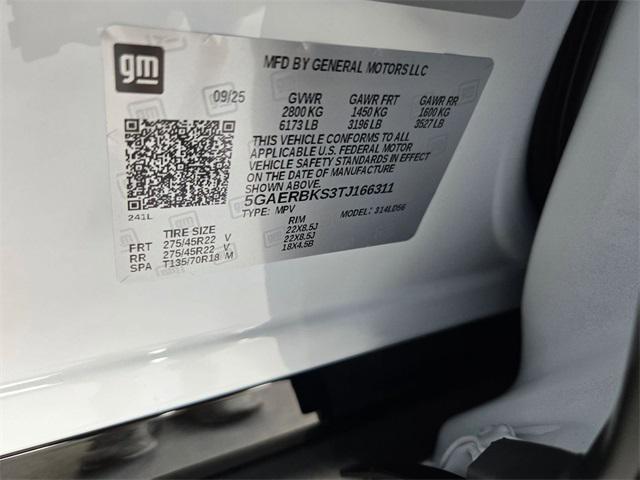 gm
MFD BY GENERAL MOTORS LLC
09/25 GVWR GAWR FRT GAWR RR
2800 KG 1450 KG 1600 KG
6173 LB 3196 LB 3527 LB
THIS VEHICLE CONFORMS TO ALL
APPLICABLE U.S. FEDERAL MOTOR
VEHICLE SAFETY STANDARDS IN EFFECT
ON THE DATE OF MANUFACTURE
SHOWN ABOVE.
5GAERBKS3TJ166311
241L TYPE: MPV MODEL: 314LD56
TIRE SIZE RIM
FRT 275/45R22 V 22X8.5J
RR 275/45R22 V 22X8.5J
SPA T135/70R18 M 18X4.5B